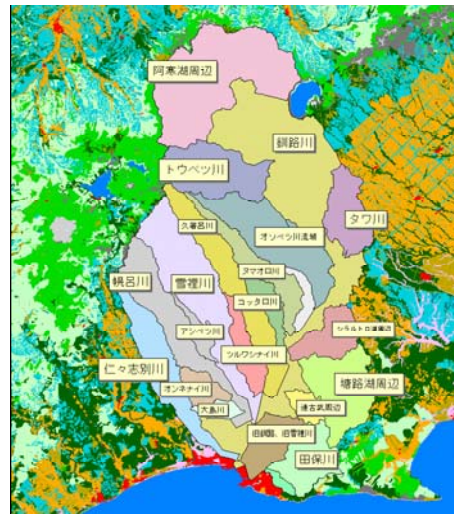 阿寒湖周辺
釧路川
トウベツ川
タワ川
久著呂川
オソベツ川流域
ヌマオロ川
幌呂川
雪裡川
コッタロ川
アシベツ川
シラルトロ湖周辺
シルワンナイ川
仁々志別川
オンネナイ川
塘路湖周辺
大島川
達古武周辺
旧釧路、旧雪裡川
田保川